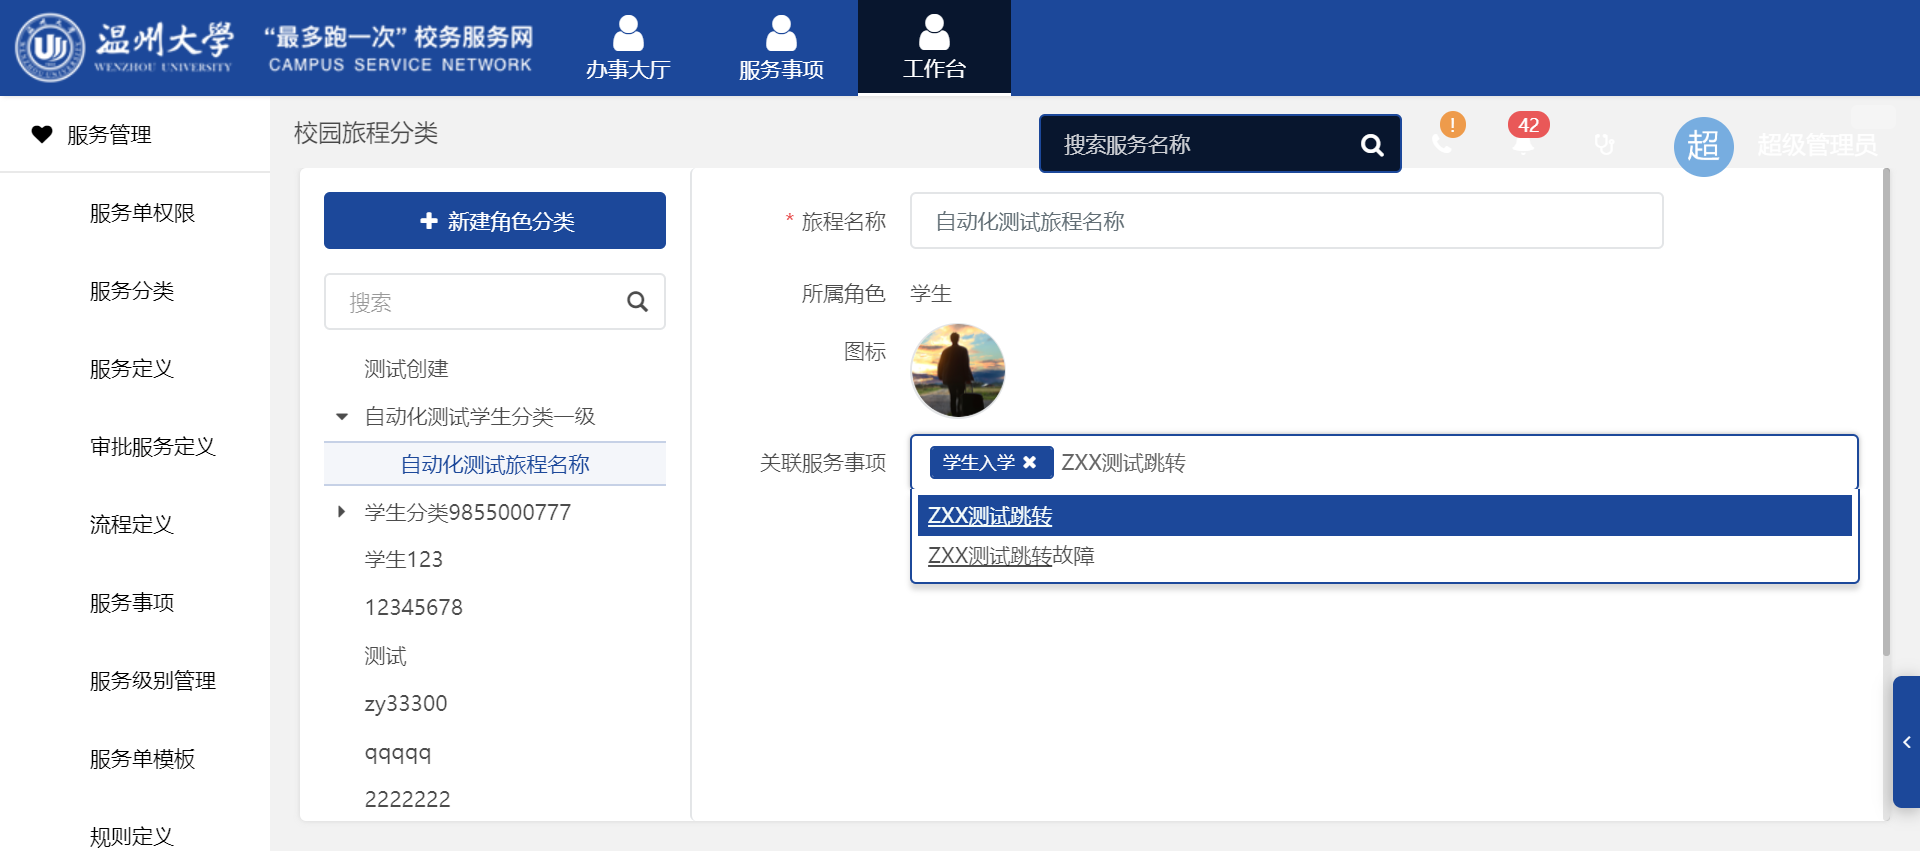 温州大学
WENZHOU UNIVERSITY
“最多跑一次” 校务服务网
CAMPUS SERVICE NETWORK
办事大厅
服务事项
工作台
服务管理
服务单权限
服务分类
服务定义
审批服务定义
流程定义
服务事项
服务级别管理
服务单模板
规则定义
校园旅程分类
搜索服务名称
!
42
超
超级管理员
新建角色分类
搜索
测试创建
自动化测试学生分类一级
自动化测试旅程名称
学生分类9855000777
学生123
12345678
测试
zy33300
qqqqq
2222222
* 旅程名称
自动化测试旅程名称
所属角色
学生
图标
关联服务事项
学生入学 ✖ ZXX测试跳转
ZXX测试跳转
ZXX测试跳转故障